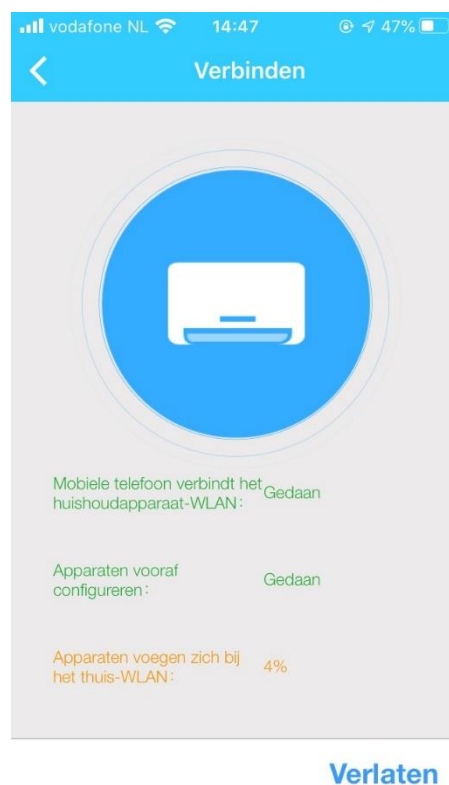 vodafone NL 14:47 47%
Verbinden
Mobiele telefoon verbindt het
huishoudapparaat-WLAN: Gedaan
Apparaten vooraf
configureren: Gedaan
Apparaten voegen zich bij
het thuis-WLAN: 4%
Verlaten